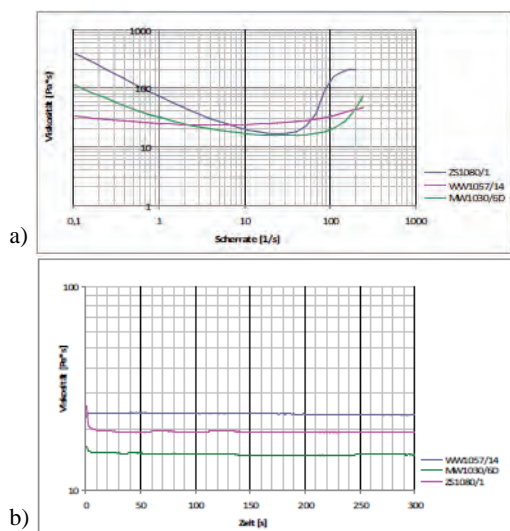 1000
100
10
1
Viskosität [Pa*s]
0,1 1 10 100 1000
Scherrate [1/s]
ZS1080/1
WW1057/14
MW1030/6D
a)
100
10
Viskosität [Pa*s]
0 50 100 150 200 250 300
Zeit [s]
WW1057/14
MW1030/6D
ZS1080/1
b)